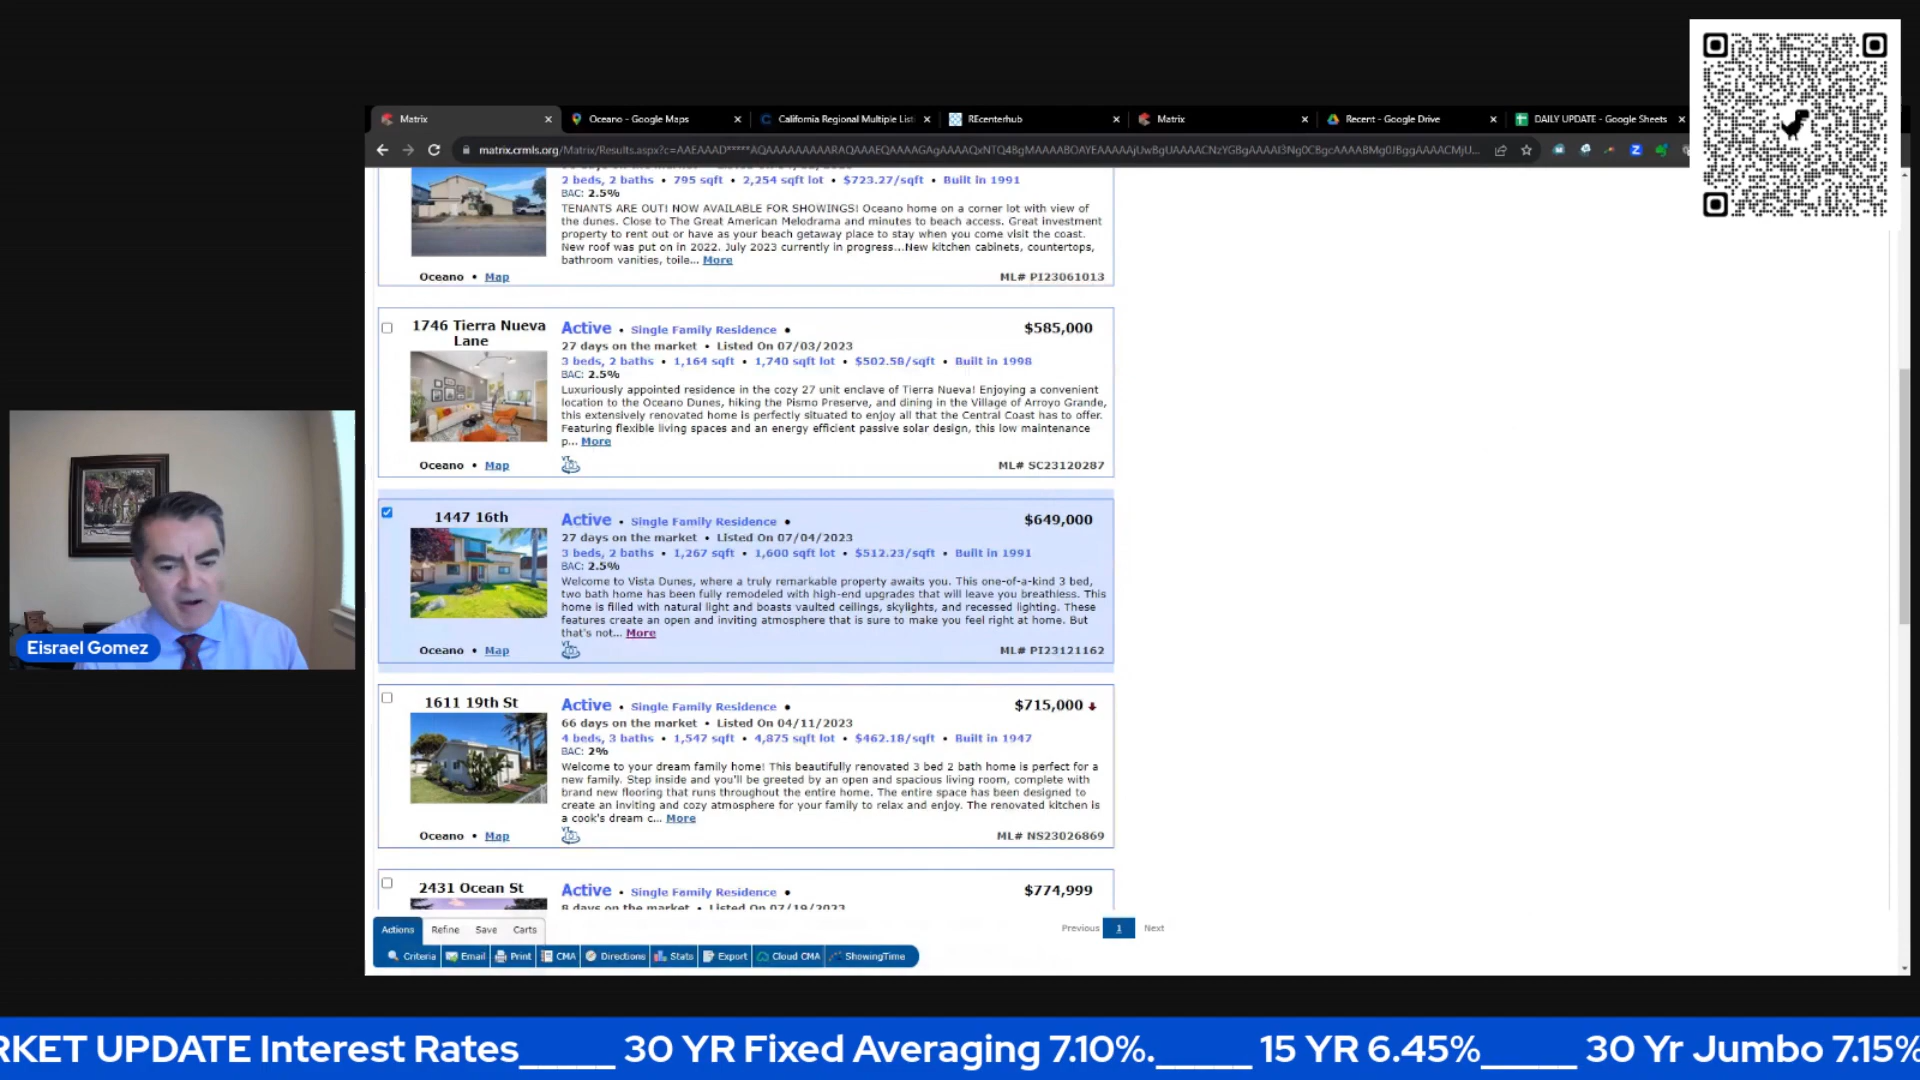 Matrix
Oceano - Google Maps
California Regional Multiple Listi
REcenterhub
Matrix
Recent - Google Drive
DAILY UPDATE - Google Sheets
2 beds, 2 baths • 795 sqft • 2,254 sqft lot • $723.27/sqft • Built in 1991
BAC: 2.5%
TENANTS ARE OUT! NOW AVAILABLE FOR SHOWINGS! Oceano home on a corner lot with view of
the dunes. Close to The Great American Melodrama and minutes to beach access. Great investment
property to rent out or have as your beach getaway place to stay when you come visit the coast.
New roof was put on in 2022. July 2023 currently in progress...New kitchen cabinets, countertops,
bathroom vanities, toile... More
Oceano • Map
ML# PI23061013
1746 Tierra Nueva
Lane
Active • Single Family Residence •
$585,000
27 days on the market • Listed On 07/03/2023
3 beds, 2 baths • 1,164 sqft • 1,740 sqft lot • $502.58/sqft • Built in 1998
BAC: 2.5%
Luxuriously appointed residence in the cozy 27 unit enclave of Tierra Nueva! Enjoying a convenient
location to the Oceano Dunes, hiking the Pismo Preserve, and dining in the Village of Arroyo Grande,
this extensively renovated home is perfectly situated to enjoy all that the Central Coast has to offer.
Featuring flexible living spaces and an energy efficient passive solar design, this low maintenance
p... More
Oceano • Map
ML# SC23120287
1447 16th
Active • Single Family Residence •
$649,000
27 days on the market • Listed On 07/04/2023
3 beds, 2 baths • 1,267 sqft • 1,600 sqft lot • $512.23/sqft • Built in 1991
BAC: 2.5%
Welcome to Vista Dunes, where a truly remarkable property awaits you. This one-of-a-kind 3 bed,
two bath home has been fully remodeled with high-end upgrades that will leave you breathless. This
home is filled with natural light and boasts vaulted ceilings, skylights, and recessed lighting. These
features create an open and inviting atmosphere that is sure to make you feel right at home. But
that's not... More
Oceano • Map
ML# PI23121162
Eisrael Gomez
1611 19th St
Active • Single Family Residence •
$715,000
66 days on the market • Listed On 04/11/2023
4 beds, 3 baths • 1,547 sqft • 4,875 sqft lot • $462.18/sqft • Built in 1947
BAC: 2%
Welcome to your dream family home! This beautifully renovated 3 bed 2 bath home is perfect for a
new family. Step inside and you'll be greeted by an open and spacious living room, complete with
brand new flooring that runs throughout the entire home. The entire space has been designed to
create an inviting and cozy atmosphere for your family to relax and enjoy. The renovated kitchen is
a cook's dream c... More
Oceano • Map
ML# NS23026869
2431 Ocean St
Active • Single Family Residence •
$774,999
8 days on the market • Listed On 07/19/2023
Actions Refine Save Carts
Previous 1 Next
Criteria Email Print CMA Directions Stats Export Cloud CMA ShowingTime
RKET UPDATE Interest Rates_____ 30 YR Fixed Averaging 7.10%._____ 15 YR 6.45%_____ 30 Yr Jumbo 7.15%